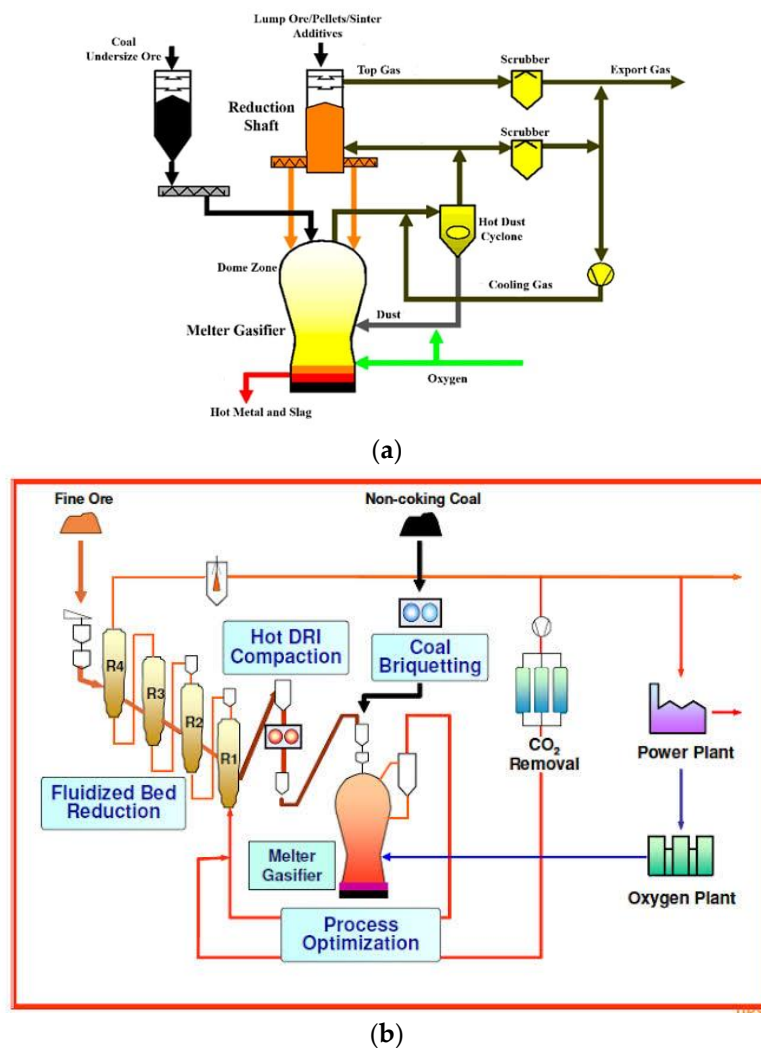 Coal
Undersize Ore
Lump Ore/Pellets/Sinter
Additives
Top Gas
Scrubber
Export Gas
Reduction
Shaft
Scrubber
Hot Dust
Cyclone
Dome Zone
Cooling Gas
Dust
Melter Gasifier
Oxygen
Hot Metal and Slag
(a)
Fine Ore
Non-coking Coal
R4
R3
R2
R1
Hot DRI
Compaction
Coal
Briquetting
CO₂
Removal
Power Plant
Fluidized Bed
Reduction
Melter
Gasifier
Oxygen Plant
Process
Optimization
(b)